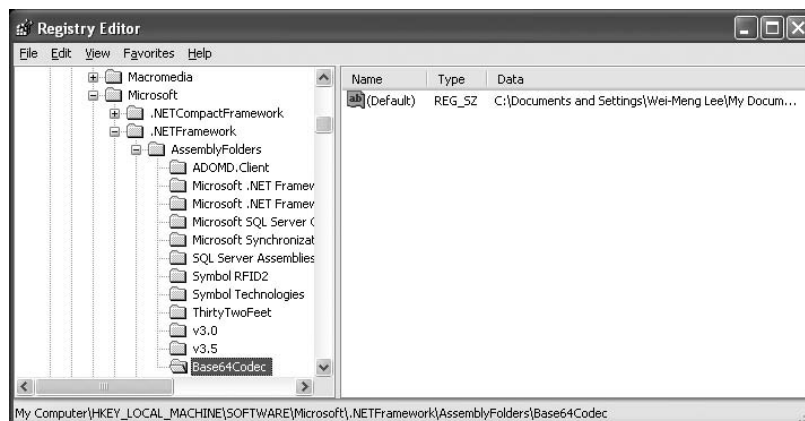 Registry Editor
File Edit View Favorites Help
Macromedia
Microsoft
.NETCompactFramework
.NETFramework
AssemblyFolders
ADOMD.Client
Microsoft .NET Framew
Microsoft .NET Framew
Microsoft SQL Server
Microsoft Synchronizat
SQL Server Assemblies
Symbol RFID2
Symbol Technologies
ThirtyTwoFeet
v3.0
v3.5
Base64Codec
Name Type Data
ab (Default) REG_SZ C:\Documents and Settings\Wei-Meng Lee\My Docum...
My Computer\HKEY_LOCAL_MACHINE\SOFTWARE\Microsoft\.NETFramework\AssemblyFolders\Base64Codec